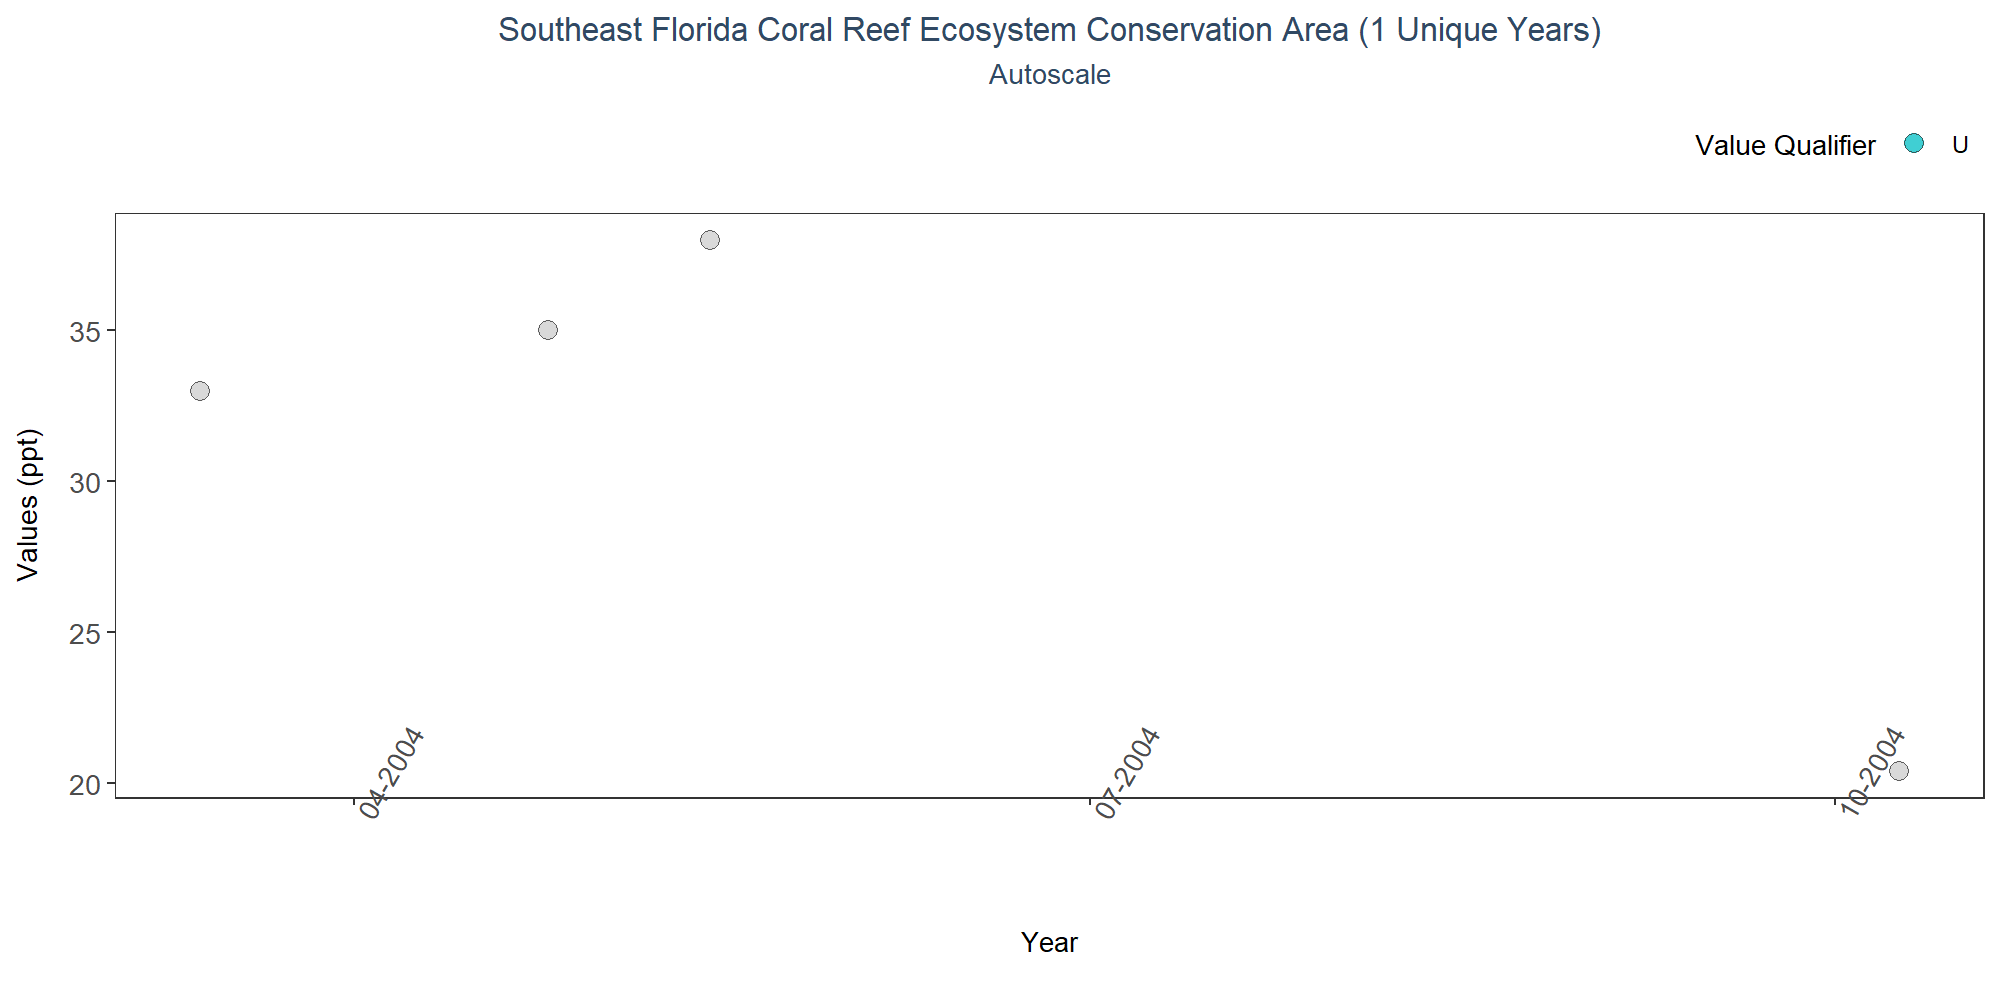 Southeast Florida Coral Reef Ecosystem Conservation Area (1 Unique Years)
Autoscale
Value Qualifier U
Values (ppt)
35
30
25
20
04-2004
07-2004
10-2004
Year